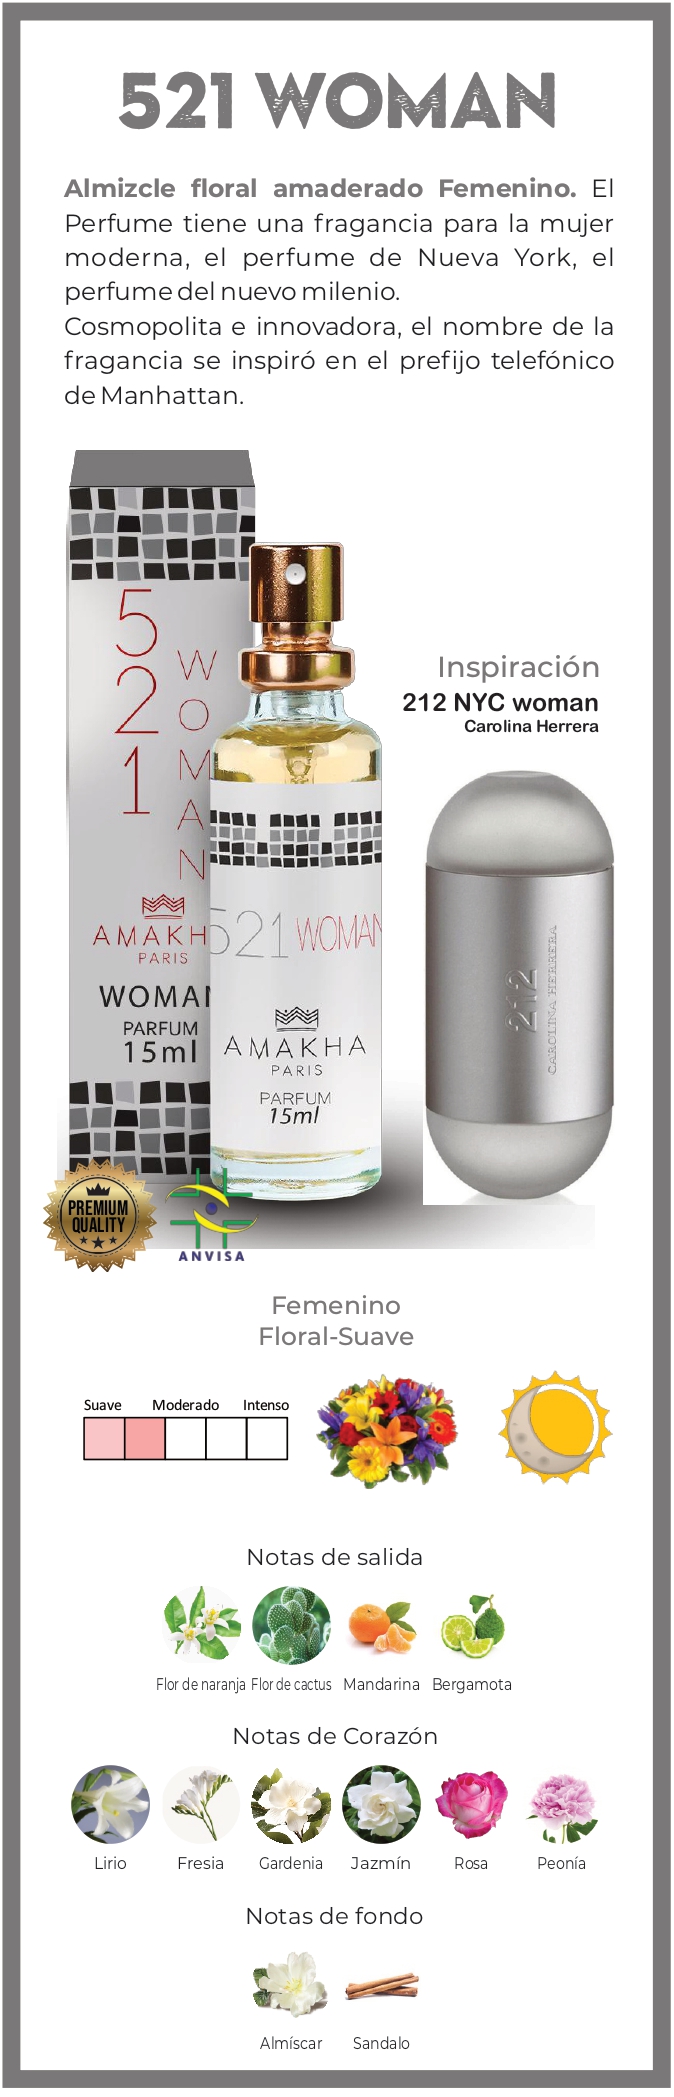 521 WOMAN
Almizcle floral amaderado Femenino. El
Perfume tiene una fragancia para la mujer
moderna, el perfume de Nueva York, el
perfume del nuevo milenio.
Cosmopolita e innovadora, el nombre de la
fragancia se inspiró en el prefijo telefónico
de Manhattan.
521
WOMAN
AMAKH
PARIS
WOMAN
PARFUM
15ml
521 WOMAN
AMAKHA
PARIS
PARFUM
15ml
Inspiración
212 NYC woman
Carolina Herrera
212
CAROLINA HERRERA
PREMIUM
QUALITY
ANVISA
Femenino
Floral-Suave
Suave Moderado Intenso
Notas de salida
Flor de naranja Flor de cactus Mandarina Bergamota
Notas de Corazón
Lirio Fresia Gardenia Jazmín Rosa Peonía
Notas de fondo
Almíscar Sandalo